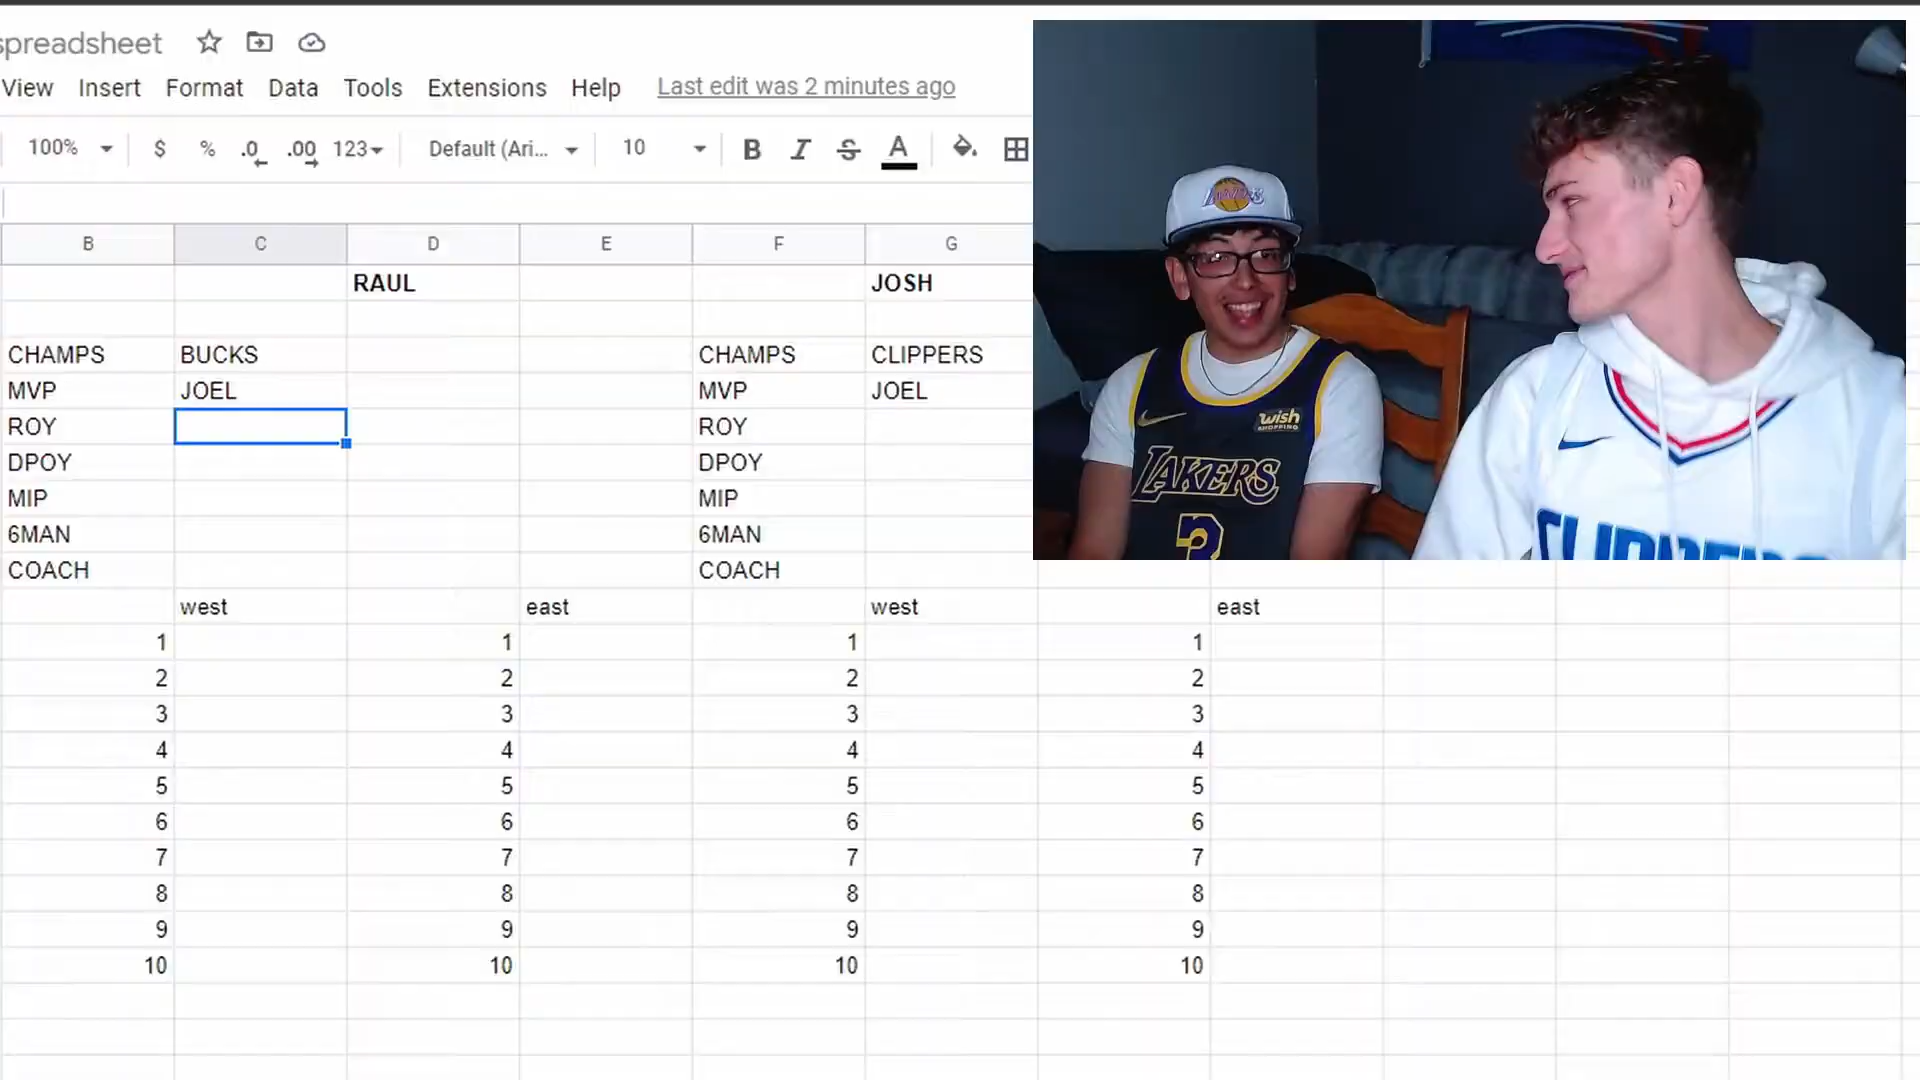 spreadsheet
View Insert Format Data Tools Extensions Help Last edit was 2 minutes ago
100% $ % .0 .00 123 Default (Ari... 10 B I S A
B C D E F G
RAUL JOSH
CHAMPS BUCKS CHAMPS CLIPPERS
MVP JOEL MVP JOEL
ROY ROY
DPOY DPOY
MIP MIP
6MAN 6MAN
COACH COACH
west east west east
1 1 1 1
2 2 2 2
3 3 3 3
4 4 4 4
5 5 5 5
6 6 6 6
7 7 7 7
8 8 8 8
9 9 9 9
10 10 10 10
LAKERS
wish
SHOPPING
LAKERS
3
CLIPPERS